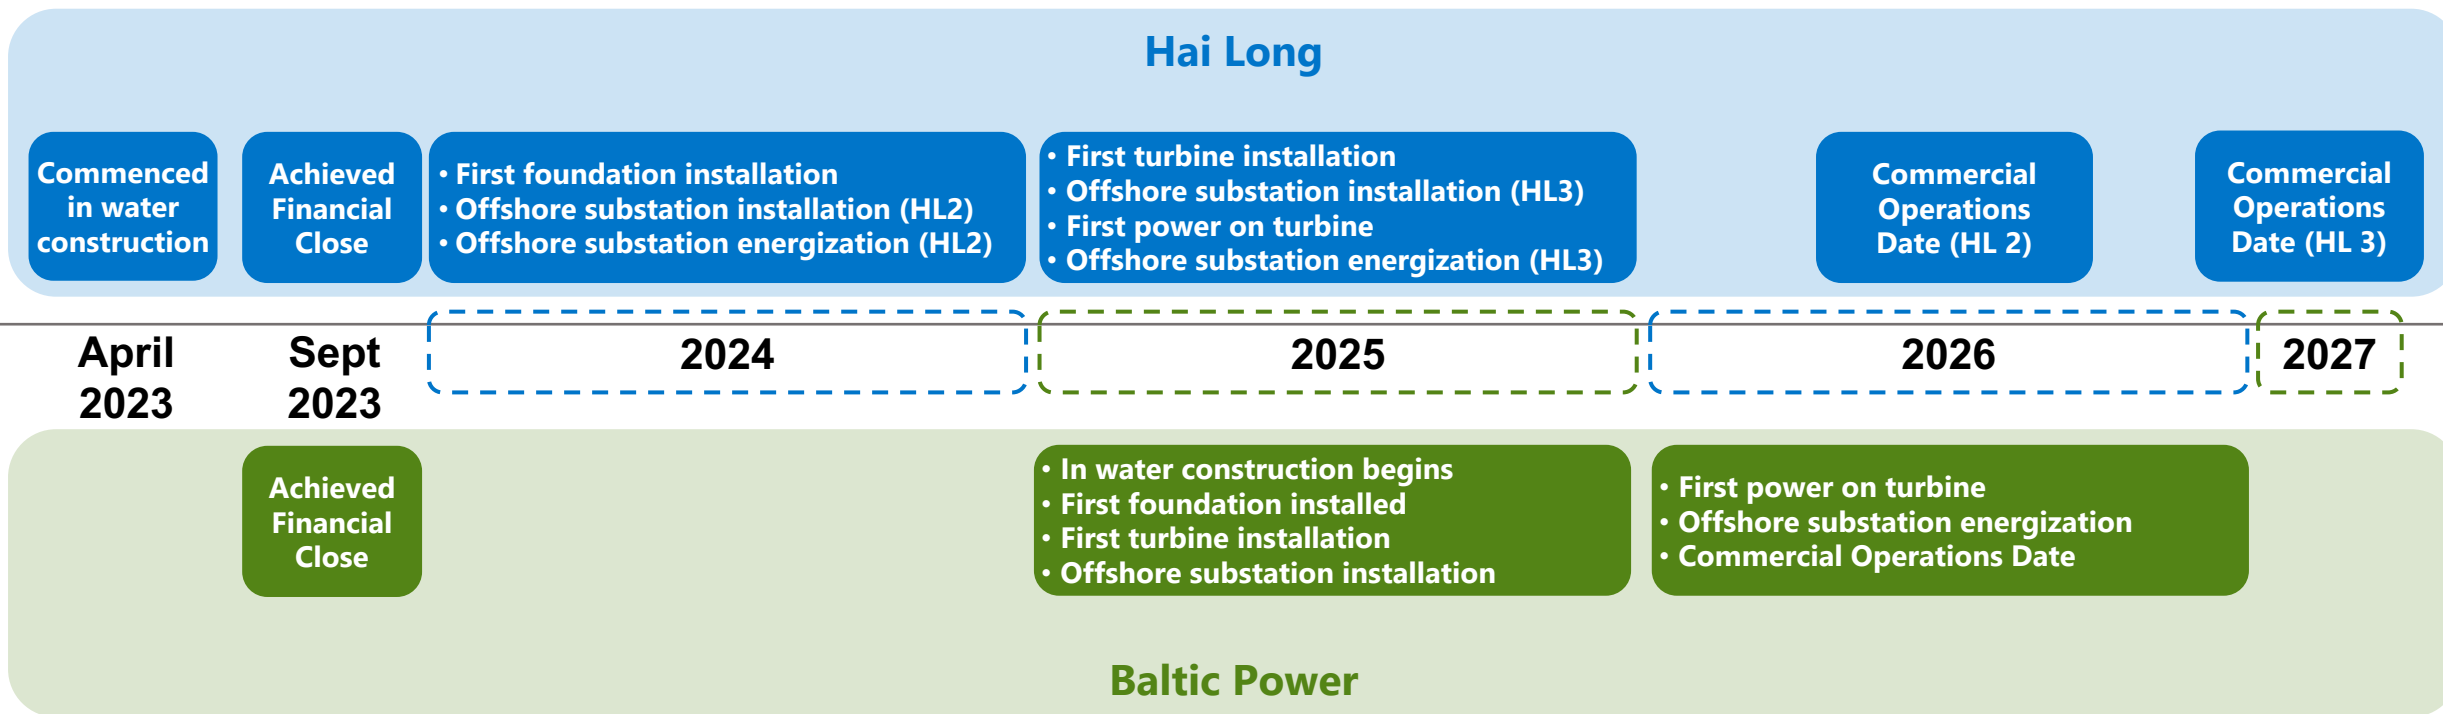 Hai Long
Commenced
in water
construction
Achieved
Financial
Close
• First foundation installation
• Offshore substation installation (HL2)
• Offshore substation energization (HL2)
• First turbine installation
• Offshore substation installation (HL3)
• First power on turbine
• Offshore substation energization (HL3)
Commercial
Operations
Date (HL 2)
Commercial
Operations
Date (HL 3)
April
2023
Sept
2023
2024
2025
2026
2027
Achieved
Financial
Close
• In water construction begins
• First foundation installed
• First turbine installation
• Offshore substation installation
• First power on turbine
• Offshore substation energization
• Commercial Operations Date
Baltic Power